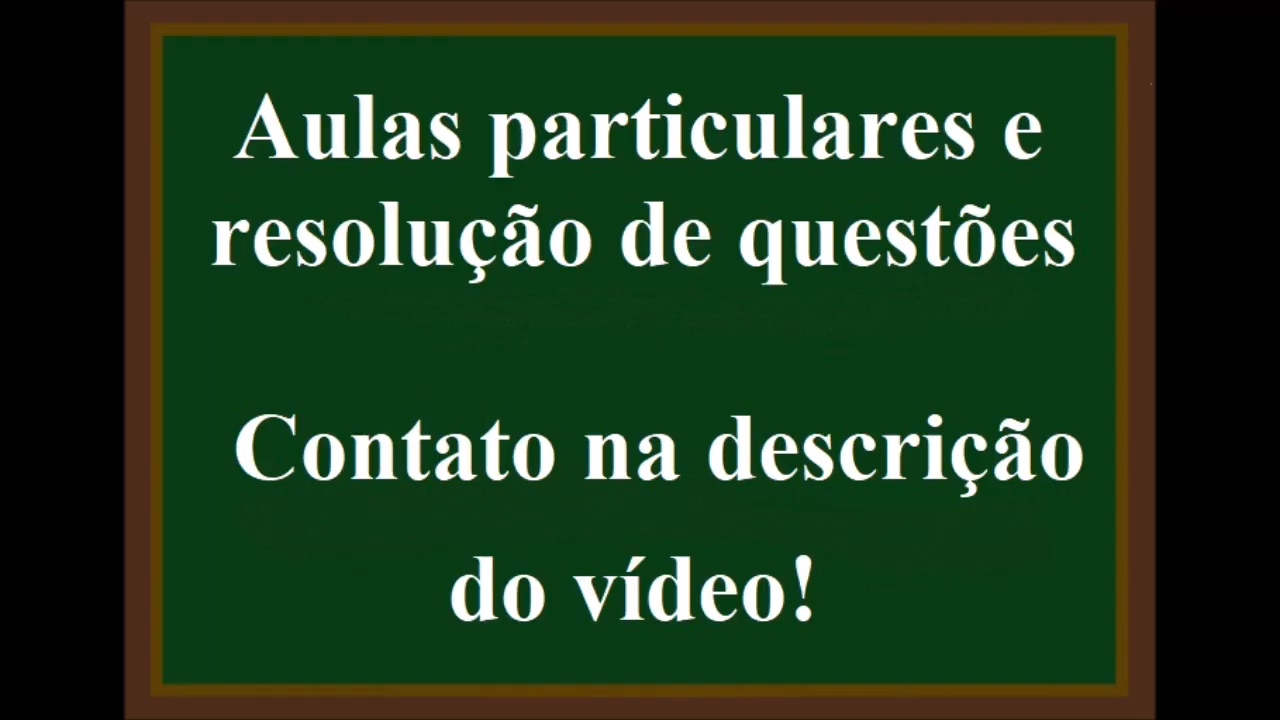 Aulas particulares e
resolução de questões
Contato na descrição
do vídeo!